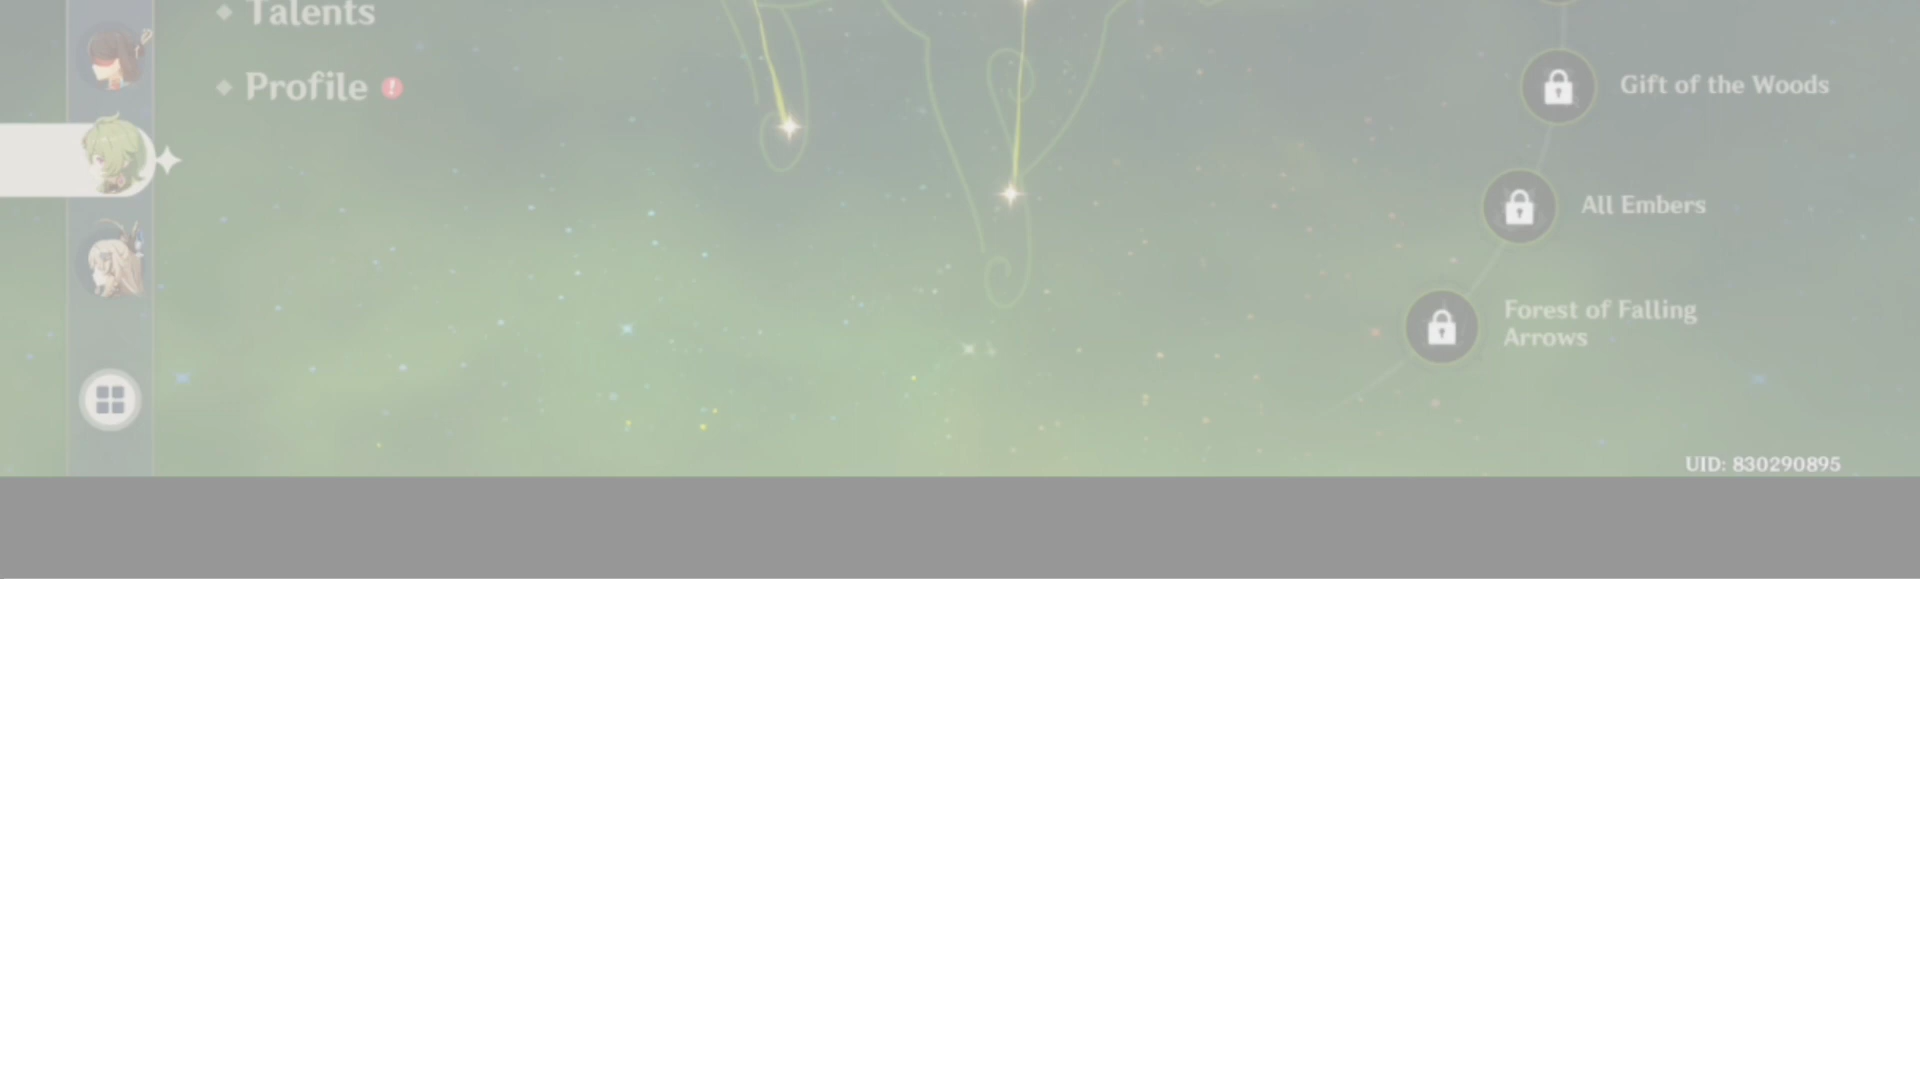 Talents
Profile
Gift of the Woods
All Embers
Forest of Falling
Arrows
UID: 830290895